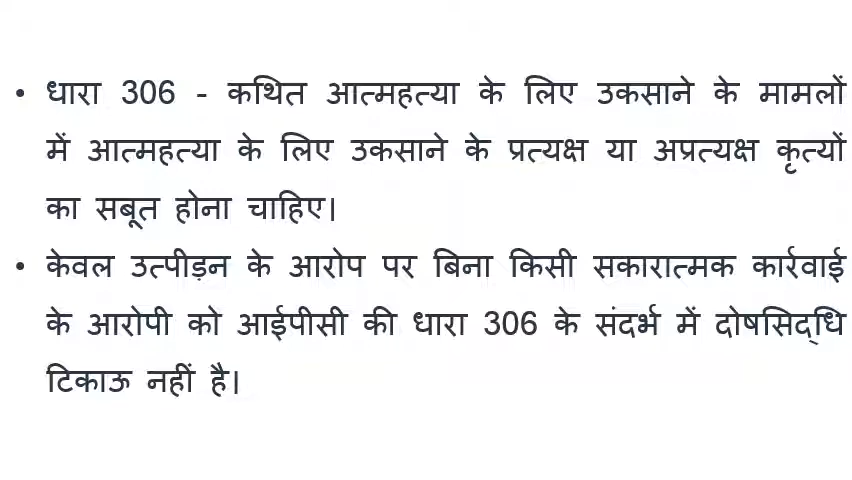 • धारा 306 - कथित आत्महत्या के लिए उकसाने के मामलों
में आत्महत्या के लिए उकसाने के प्रत्यक्ष या अप्रत्यक्ष कृत्यों
का सबूत होना चाहिए।
• केवल उत्पीड़न के आरोप पर बिना किसी सकारात्मक कार्रवाई
के आरोपी को आईपीसी की धारा 306 के संदर्भ में दोषसिद्धि
टिकाऊ नहीं है।